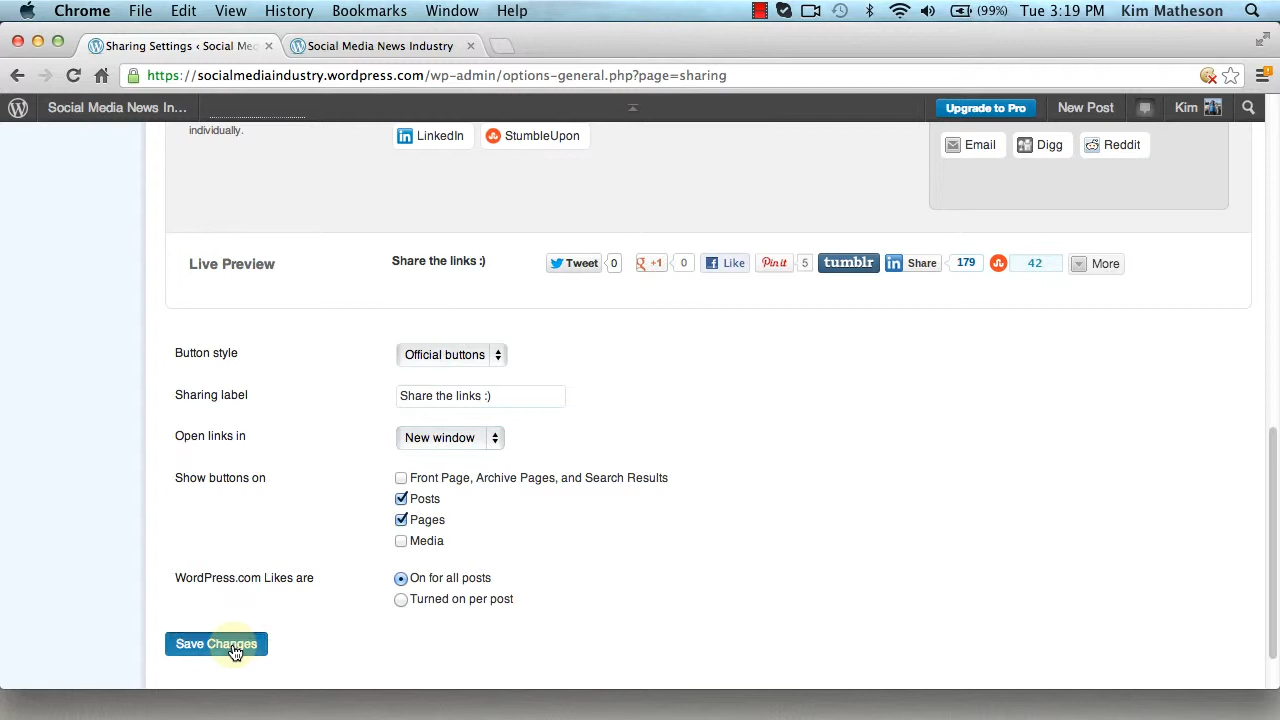 Chrome File Edit View History Bookmarks Window Help (99%) Tue 3:19 PM Kim Matheson
Sharing Settings ‹ Social Med Social Media News Industry
https://socialmediaindustry.wordpress.com/wp-admin/options-general.php?page=sharing
Social Media News In... Upgrade to Pro New Post Kim
individually. LinkedIn StumbleUpon Email Digg Reddit
Live Preview Share the links :) Tweet 0 +1 0 Like Pin it 5 tumblr Share 179 42 More
Button style Official buttons
Sharing label Share the links :)
Open links in New window
Show buttons on Front Page, Archive Pages, and Search Results
Posts
Pages
Media
WordPress.com Likes are On for all posts
Turned on per post
Save Changes